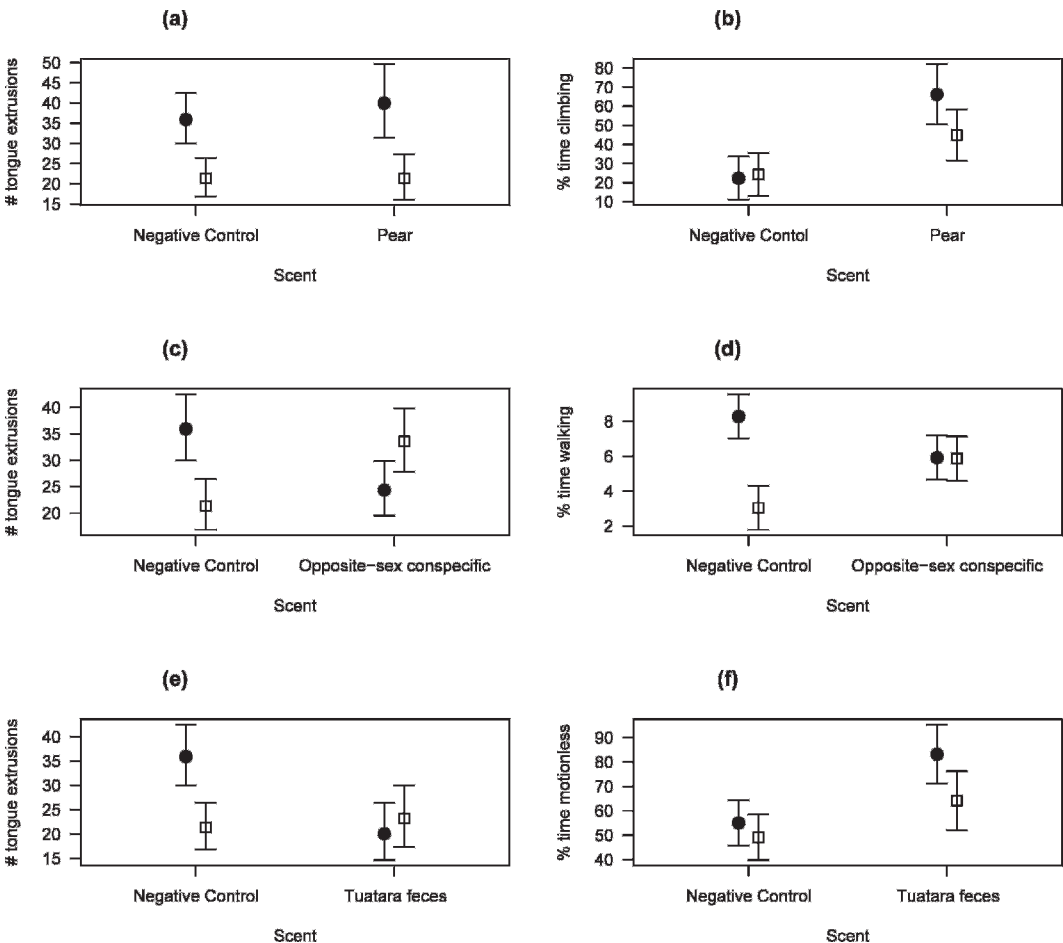 (a)
# tongue extrusions
50
45
40
35
30
25
20
15
Negative Control Pear
Scent
(b)
% time climbing
80
70
60
50
40
30
20
10
Negative Contol Pear
Scent
(c)
# tongue extrusions
40
35
30
25
20
Negative Control Opposite−sex conspecific
Scent
(d)
% time walking
8
6
4
2
Negative Control Opposite−sex conspecific
Scent
(e)
# tongue extrusions
40
35
30
25
20
15
Negative Control Tuatara feces
Scent
(f)
% time motionless
90
80
70
60
50
40
Negative Control Tuatara feces
Scent